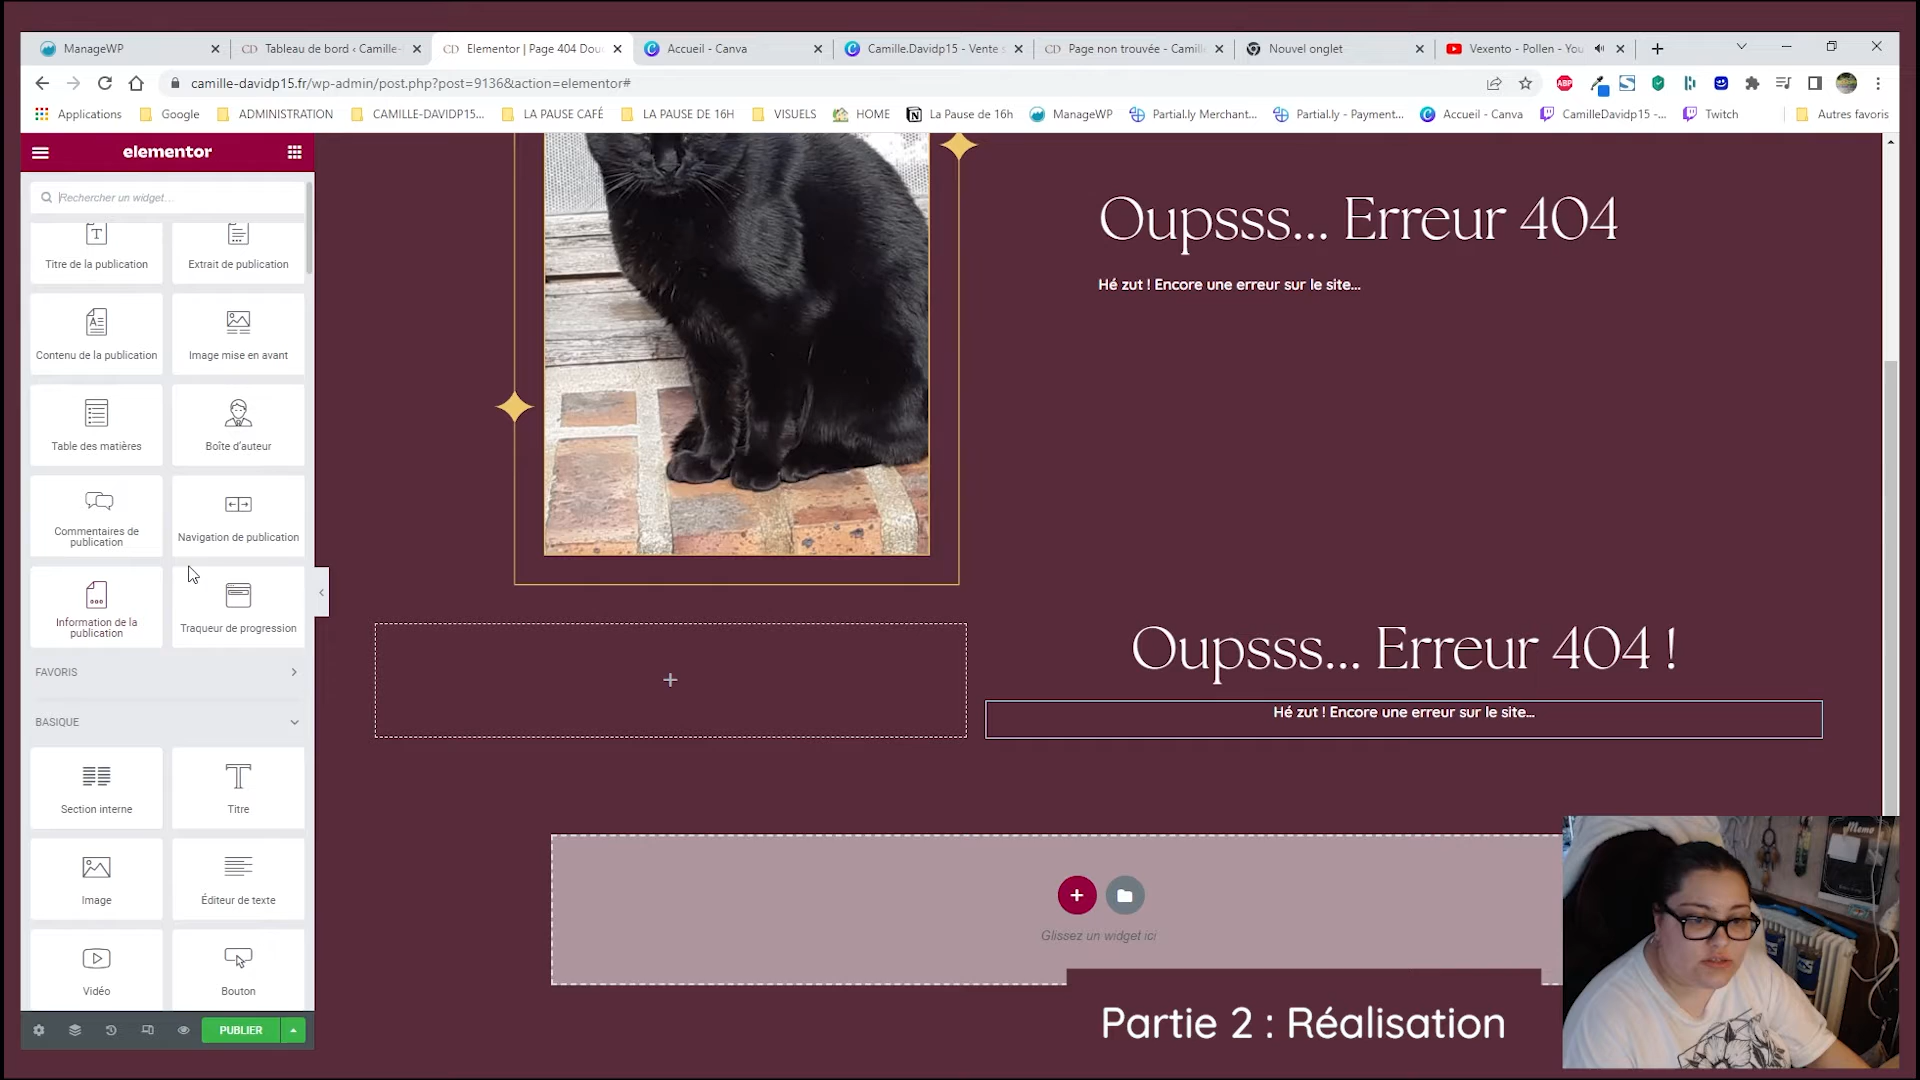 ManageWP
CD Tableau de bord ‹ Camille-
CD Elementor | Page 404 Dou
Accueil - Canva
Camille.Davidp15 - Vente s
CD Page non trouvée - Camill
Nouvel onglet
Vexento - Pollen - You
camille-davidp15.fr/wp-admin/post.php?post=9136&action=elementor#
ABP
Applications
Google
ADMINISTRATION
CAMILLE-DAVIDP15...
LA PAUSE CAFÉ
LA PAUSE DE 16H
VISUELS
HOME
La Pause de 16h
ManageWP
Partial.ly Merchant...
Partial.ly - Payment...
Accueil - Canva
CamilleDavidp15 -...
Twitch
Autres favoris
elementor
Rechercher un widget...
Titre de la publication
Extrait de publication
Contenu de la publication
Image mise en avant
Table des matières
Boîte d'auteur
Commentaires de
publication
Navigation de publication
Information de la
publication
Traqueur de progression
FAVORIS
BASIQUE
Section interne
Titre
Image
Éditeur de texte
Vidéo
Bouton
PUBLIER
Oupsss... Erreur 404
Hé zut ! Encore une erreur sur le site...
Oupsss... Erreur 404 !
Hé zut ! Encore une erreur sur le site...
Glissez un widget ici
Partie 2 : Réalisation
Memo